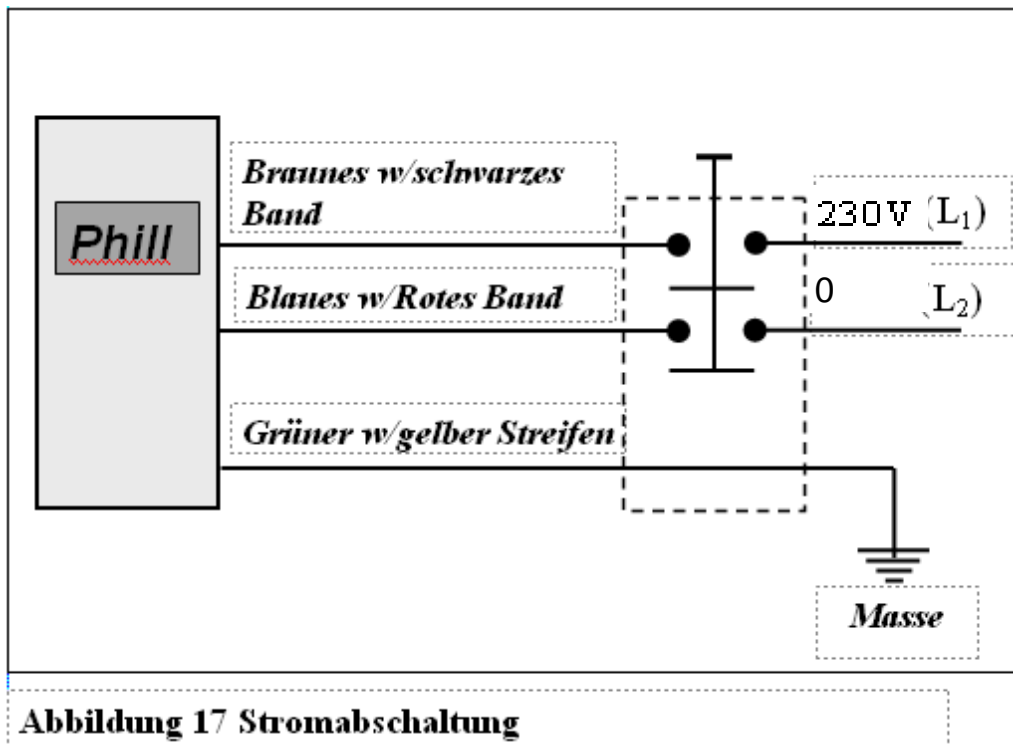 Braunes w/schwarzes
Band
230V (L₁)
Phill
Blaues w/Rotes Band
0 (L₂)
Grüner w/gelber Streifen
Masse
Abbildung 17 Stromabschaltung